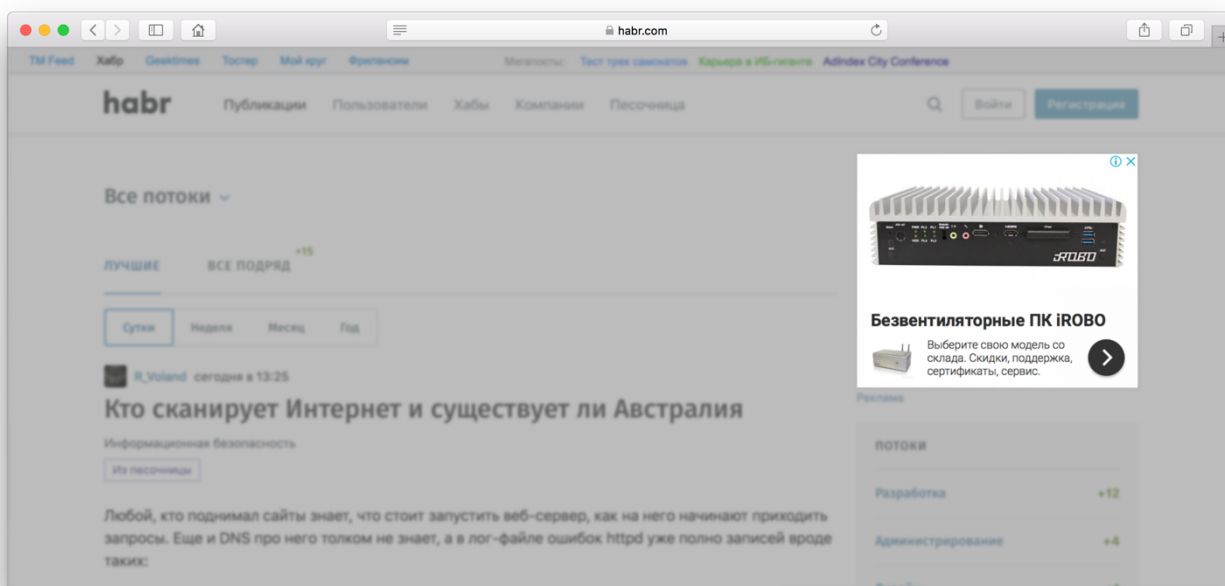 habr.com
TM Feed Хабр Geektimes Тостер Мой круг Фрилансим Мегапосты: Тест трех самокатов Карьера в ИБ-гиганте AdIndex City Conference
habr Публикации Пользователи Хабы Компании Песочница Войти Регистрация
Все потоки
ЛУЧШИЕ ВСЕ ПОДРЯД +15
Сутки Неделя Месяц Год
R_Voland сегодня в 13:25
Кто сканирует Интернет и существует ли Австралия
Информационная безопасность
Из песочницы
Любой, кто поднимал сайты знает, что стоит запустить веб-сервер, как на него начинают приходить
запросы. Еще и DNS про него толком не знает, а в лог-файле ошибок httpd уже полно записей вроде
таких:
iROBO
Безвентиляторные ПК iROBO
Выберите свою модель со
склада. Скидки, поддержка,
сертификаты, сервис.
Реклама
ПОТОКИ
Разработка +12
Администрирование +4